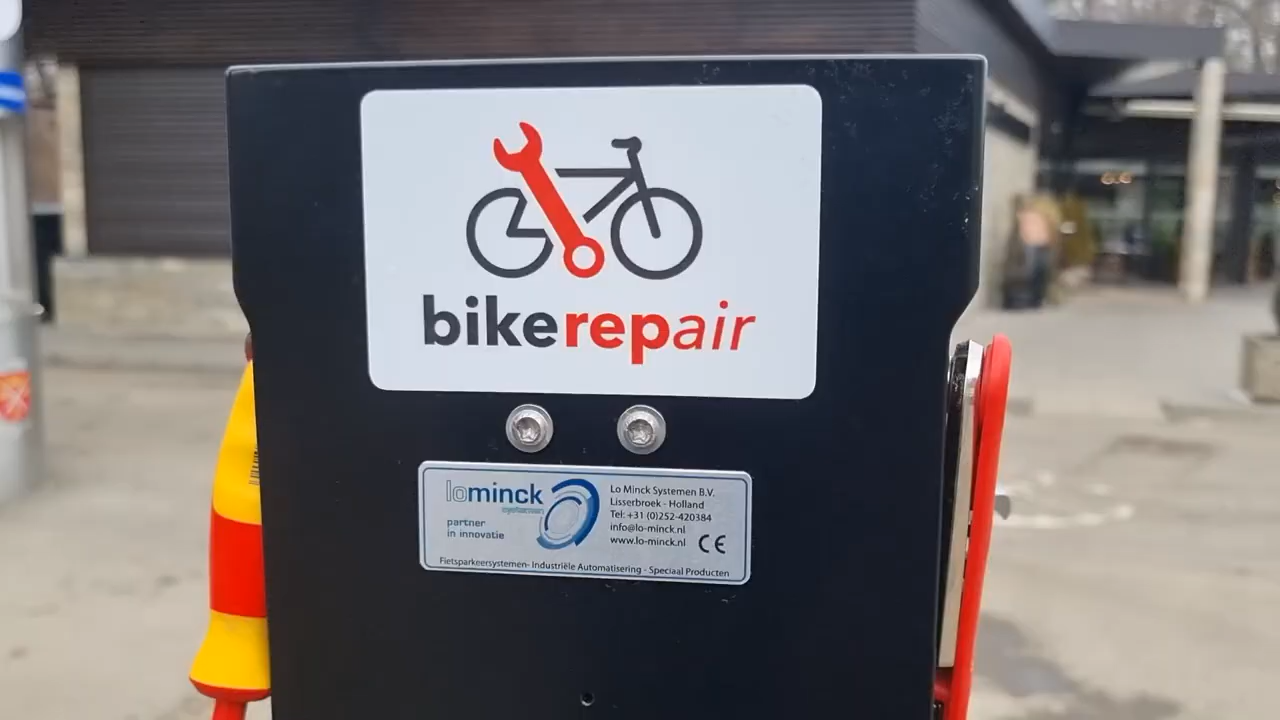 bikerepair
lominck
systemen
partner
in innovatie
Lo Minck Systemen B.V.
Lisserbroek - Holland
Tel: +31 (0)252-420384
info@lo-minck.nl
www.lo-minck.nl
CE
Fietsparkeersystemen- Industriële Automatisering - Speciaal Producten